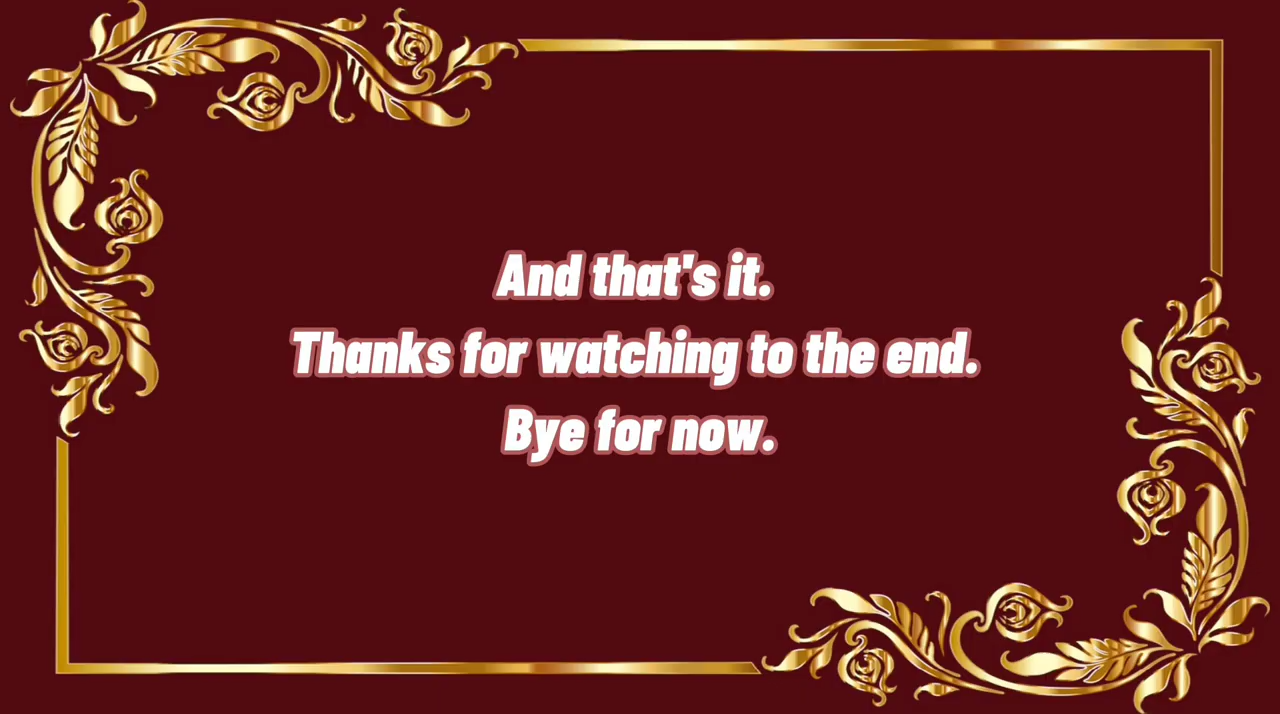 And that's it.
Thanks for watching to the end.
Bye for now.